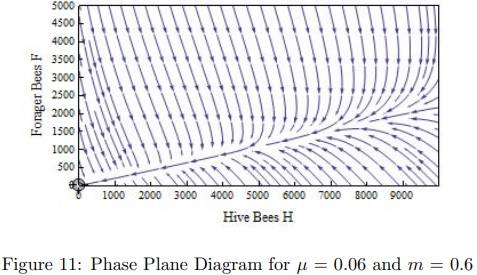 5000
4500
4000
3500
3000
2500
2000
1500
1000
500
0
Forager Bees F
0 1000 2000 3000 4000 5000 6000 7000 8000 9000
Hive Bees H
Figure 11: Phase Plane Diagram for μ = 0.06 and m = 0.6